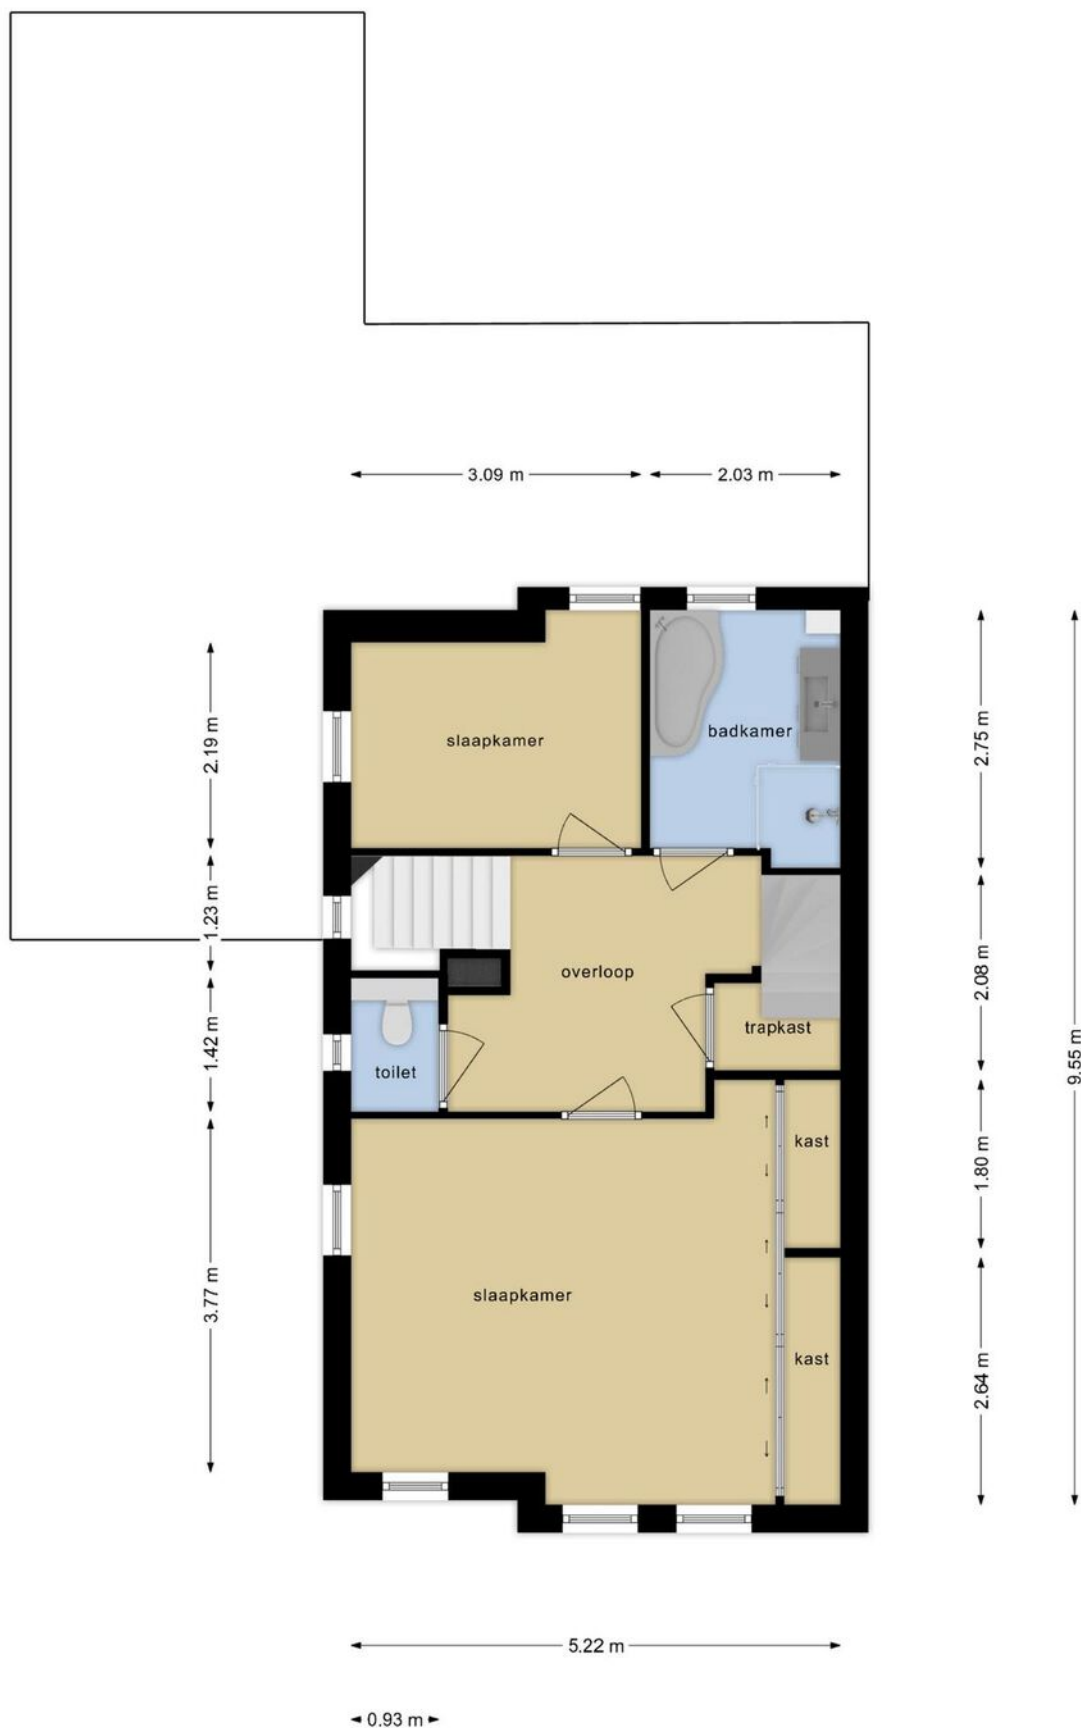 3.09 m
2.03 m
slaapkamer
badkamer
2.19 m
2.75 m
1.23 m
overloop
2.08 m
trapkast
1.42 m
toilet
9.55 m
kast
1.80 m
slaapkamer
3.77 m
kast
2.64 m
5.22 m
0.93 m